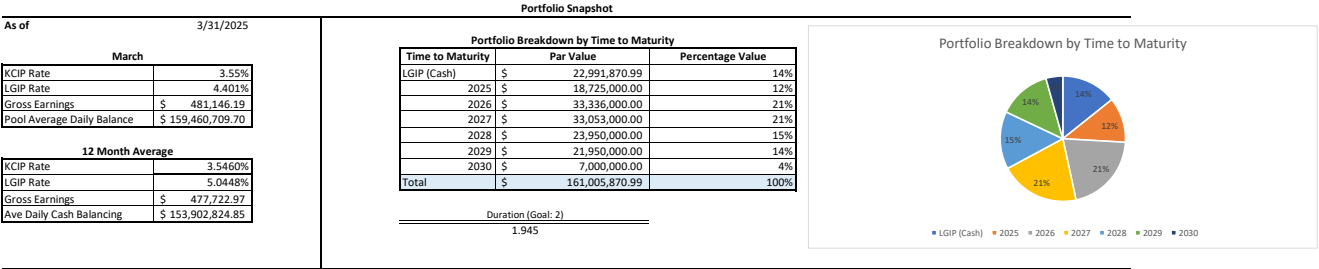 Portfolio Snapshot
As of 3/31/2025
March
KCIP Rate 3.55%
LGIP Rate 4.401%
Gross Earnings $ 481,146.19
Pool Average Daily Balance $ 159,460,709.70
12 Month Average
KCIP Rate 3.5460%
LGIP Rate 5.0448%
Gross Earnings $ 477,722.97
Ave Daily Cash Balancing $ 153,902,824.85
Portfolio Breakdown by Time to Maturity
Time to Maturity Par Value Percentage Value
LGIP (Cash) $ 22,991,870.99 14%
2025 $ 18,725,000.00 12%
2026 $ 33,336,000.00 21%
2027 $ 33,053,000.00 21%
2028 $ 23,950,000.00 15%
2029 $ 21,950,000.00 14%
2030 $ 7,000,000.00 4%
Total $ 161,005,870.99 100%
Duration (Goal: 2)
1.945
Portfolio Breakdown by Time to Maturity
14%
12%
21%
21%
15%
14%
LGIP (Cash) 2025 2026 2027 2028 2029 2030